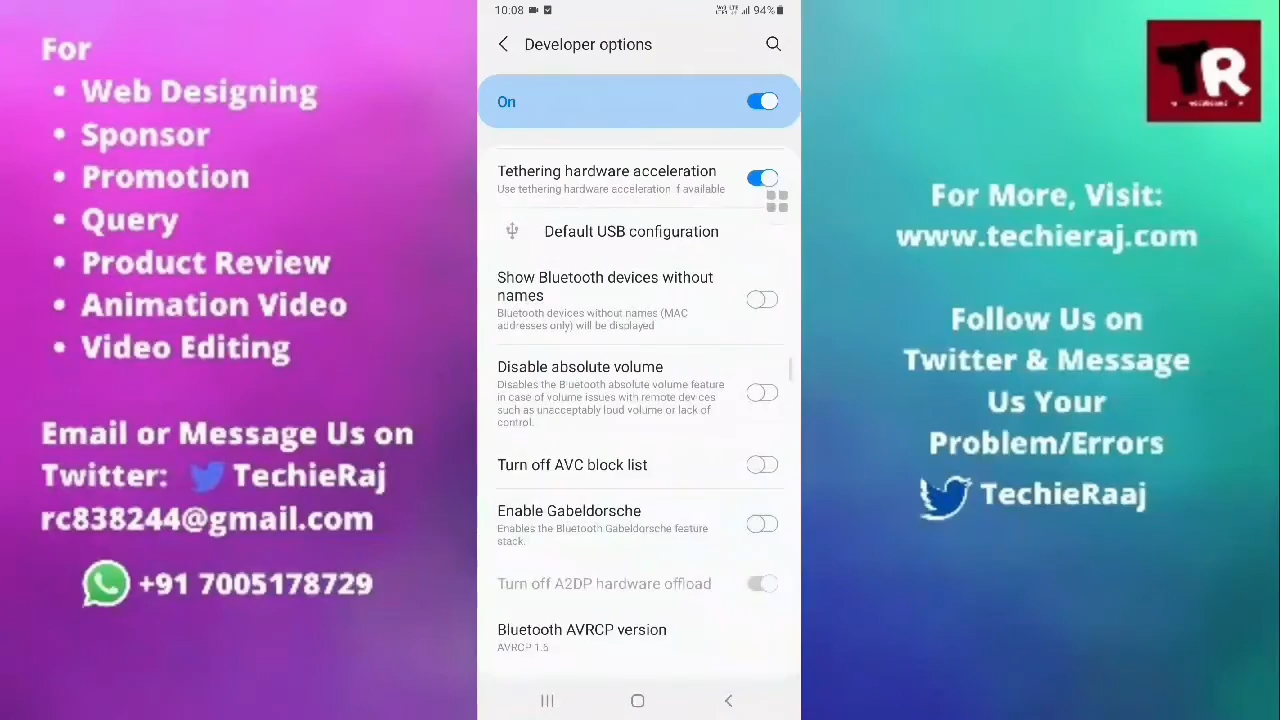 For
• Web Designing
• Sponsor
• Promotion
• Query
• Product Review
• Animation Video
• Video Editing
Email or Message Us on
Twitter: TechieRaj
rc838244@gmail.com
+91 7005178729
10:08
94%
Developer options
On
Tethering hardware acceleration
Use tethering hardware acceleration if available
Default USB configuration
Show Bluetooth devices without
names
Bluetooth devices without names (MAC
addresses only) will be displayed
Disable absolute volume
Disables the Bluetooth absolute volume feature
in case of volume issues with remote devices
such as unacceptably loud volume or lack of
control.
Turn off AVC block list
Enable Gabeldorsche
Enables the Bluetooth Gabeldorsche feature
stack.
Turn off A2DP hardware offload
Bluetooth AVRCP version
AVRCP 1.5
TR
For More, Visit:
www.techieraj.com
Follow Us on
Twitter & Message
Us Your
Problem/Errors
TechieRaaj